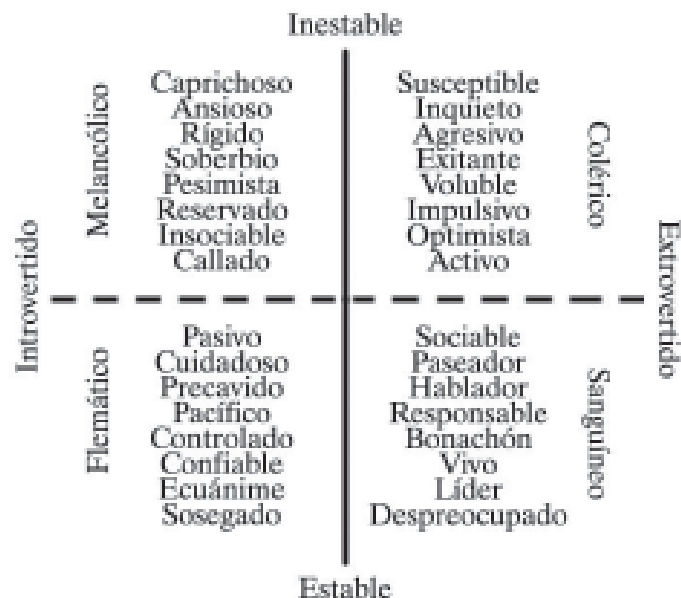 Inestable
Melancólico
Caprichoso
Ansioso
Rígido
Soberbio
Pesimista
Reservado
Insociable
Callado
Susceptible
Inquieto
Agresivo
Exitante
Voluble
Impulsivo
Optimista
Activo
Colérico
Introvertido
Extrovertido
Flemático
Pasivo
Cuidadoso
Precavido
Pacífico
Controlado
Confiable
Ecuánime
Sosegado
Sociable
Paseador
Hablador
Responsable
Bonachón
Vivo
Líder
Despreocupado
Sanguíneo
Estable